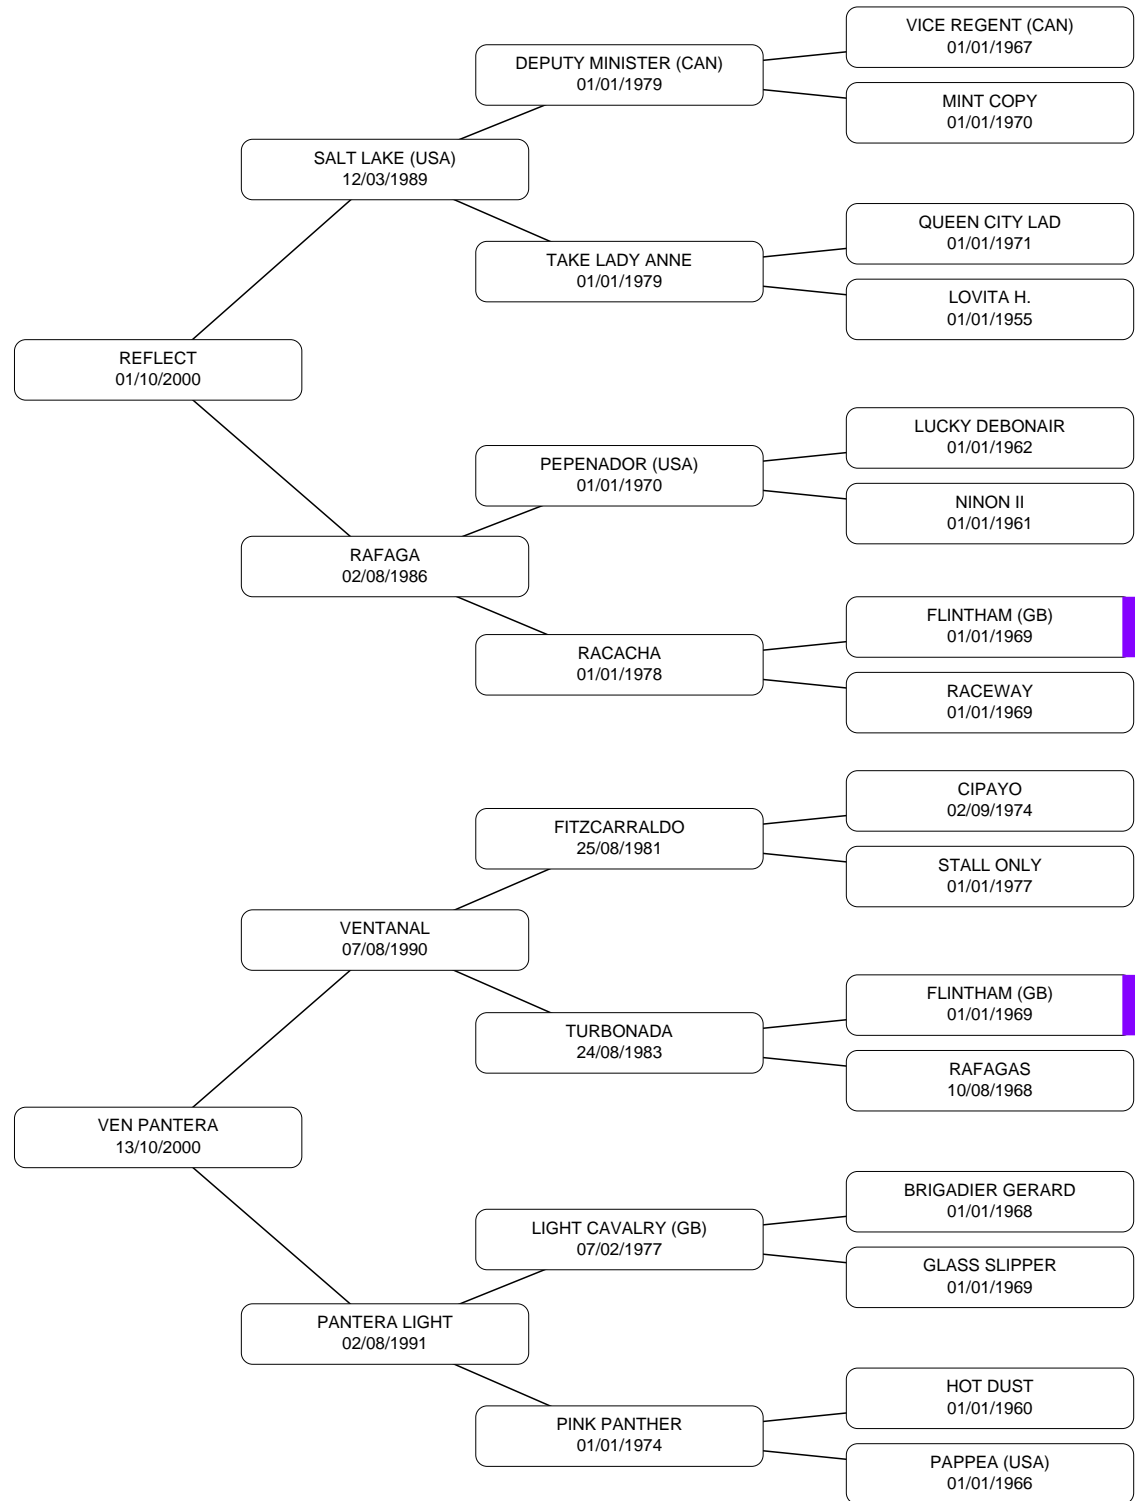 VICE REGENT (CAN)
01/01/1967
DEPUTY MINISTER (CAN)
01/01/1979
MINT COPY
01/01/1970
SALT LAKE (USA)
12/03/1989
QUEEN CITY LAD
01/01/1971
TAKE LADY ANNE
01/01/1979
LOVITA H.
01/01/1955
REFLECT
01/10/2000
LUCKY DEBONAIR
01/01/1962
PEPENADOR (USA)
01/01/1970
NINON II
01/01/1961
RAFAGA
02/08/1986
FLINTHAM (GB)
01/01/1969
RACACHA
01/01/1978
RACEWAY
01/01/1969
CIPAYO
02/09/1974
FITZCARRALDO
25/08/1981
STALL ONLY
01/01/1977
VENTANAL
07/08/1990
FLINTHAM (GB)
01/01/1969
TURBONADA
24/08/1983
RAFAGAS
10/08/1968
VEN PANTERA
13/10/2000
BRIGADIER GERARD
01/01/1968
LIGHT CAVALRY (GB)
07/02/1977
GLASS SLIPPER
01/01/1969
PANTERA LIGHT
02/08/1991
HOT DUST
01/01/1960
PINK PANTHER
01/01/1974
PAPPEA (USA)
01/01/1966